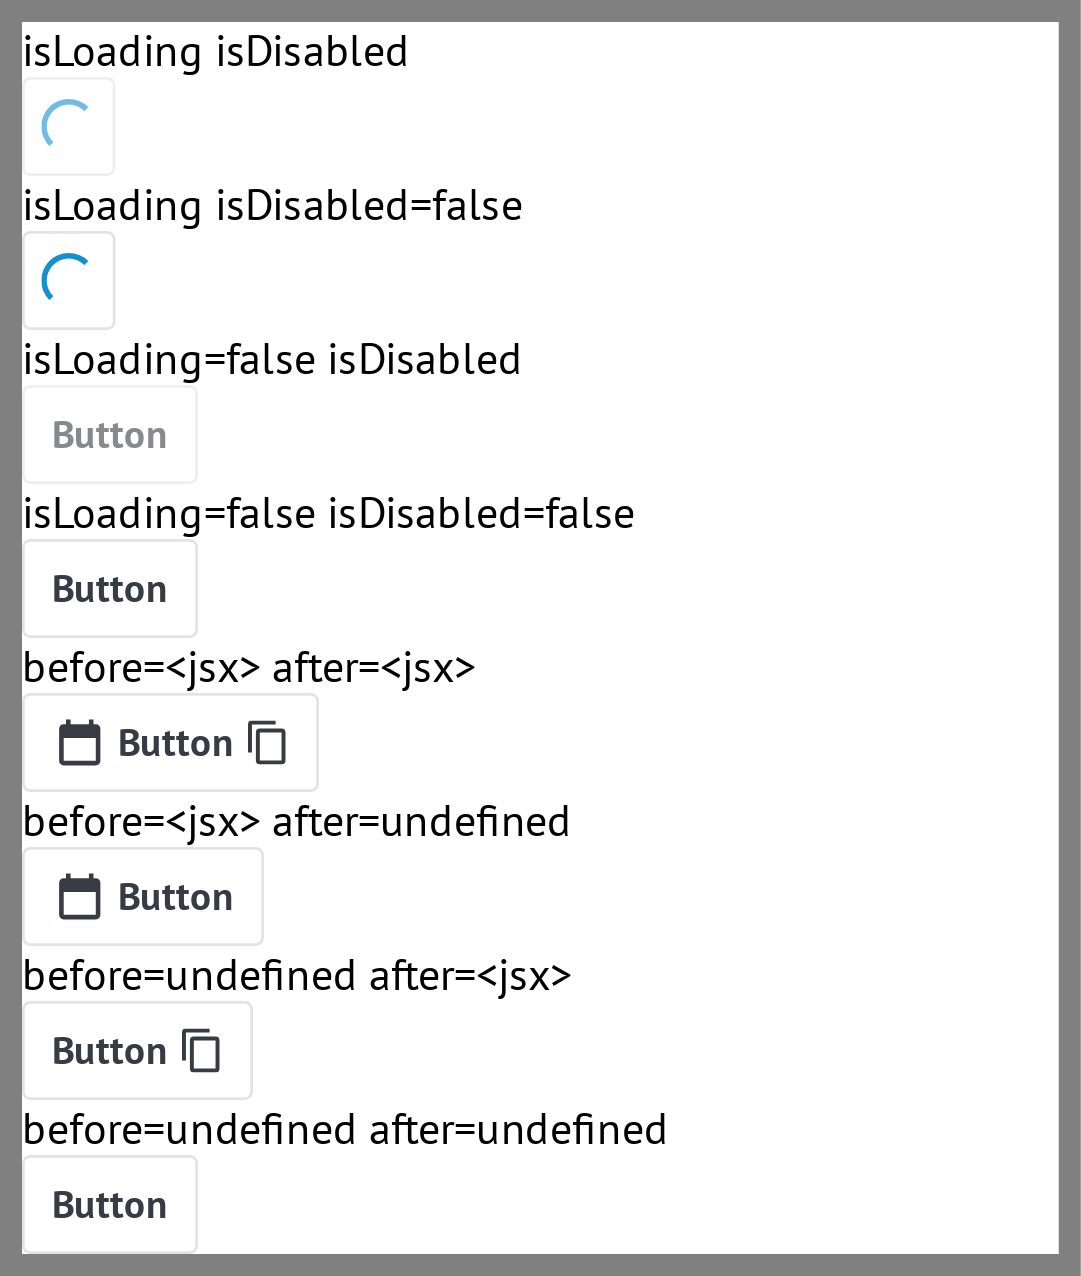 isLoading isDisabled
isLoading isDisabled=false
isLoading=false isDisabled
Button
isLoading=false isDisabled=false
Button
before=<jsx> after=<jsx>
Button
before=<jsx> after=undefined
Button
before=undefined after=<jsx>
Button
before=undefined after=undefined
Button